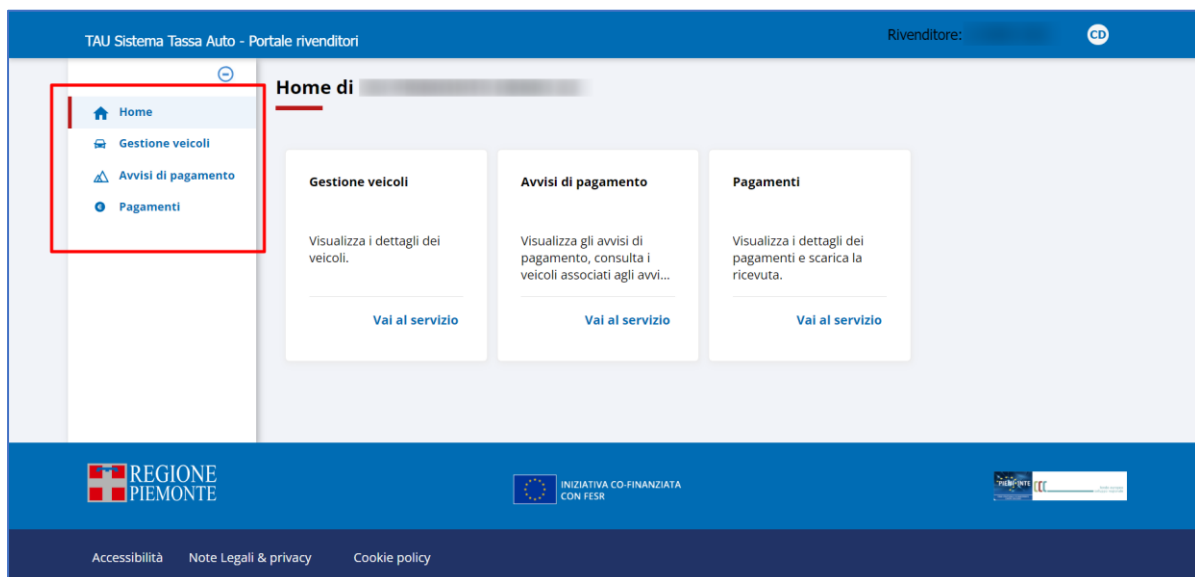 TAU Sistema Tassa Auto - Portale rivenditori
Rivenditore:
CD
Home
Gestione veicoli
Avvisi di pagamento
Pagamenti
Home di
Gestione veicoli
Visualizza i dettagli dei
veicoli.
Vai al servizio
Avvisi di pagamento
Visualizza gli avvisi di
pagamento, consulta i
veicoli associati agli avvi...
Vai al servizio
Pagamenti
Visualizza i dettagli dei
pagamenti e scarica la
ricevuta.
Vai al servizio
REGIONE
PIEMONTE
INIZIATIVA CO-FINANZIATA
CON FESR
Accessibilità
Note Legali & privacy
Cookie policy